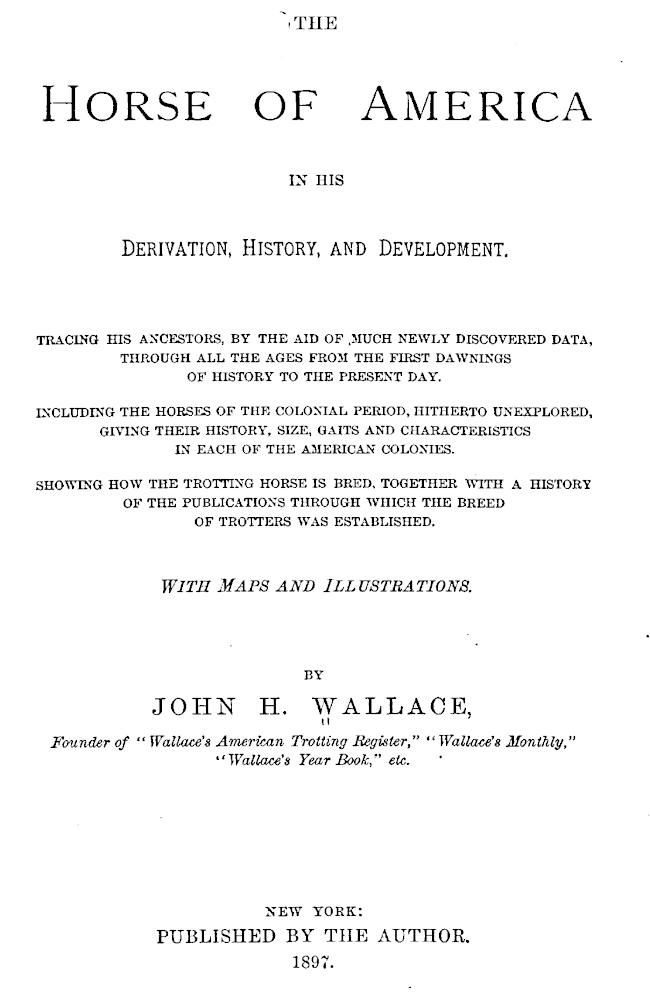 THE
HORSE OF AMERICA
IN HIS
DERIVATION, HISTORY, AND DEVELOPMENT.
TRACING HIS ANCESTORS, BY THE AID OF MUCH NEWLY DISCOVERED DATA,
THROUGH ALL THE AGES FROM THE FIRST DAWNINGS
OF HISTORY TO THE PRESENT DAY.
INCLUDING THE HORSES OF THE COLONIAL PERIOD, HITHERTO UNEXPLORED,
GIVING THEIR HISTORY, SIZE, GAITS AND CHARACTERISTICS
IN EACH OF THE AMERICAN COLONIES.
SHOWING HOW THE TROTTING HORSE IS BRED, TOGETHER WITH A HISTORY
OF THE PUBLICATIONS THROUGH WHICH THE BREED
OF TROTTERS WAS ESTABLISHED.
WITH MAPS AND ILLUSTRATIONS.
BY
JOHN H. WALLACE,
Founder of "Wallace's American Trotting Register," "Wallace's Monthly,"
"Wallace's Year Book," etc.
NEW YORK:
PUBLISHED BY THE AUTHOR.
1897.